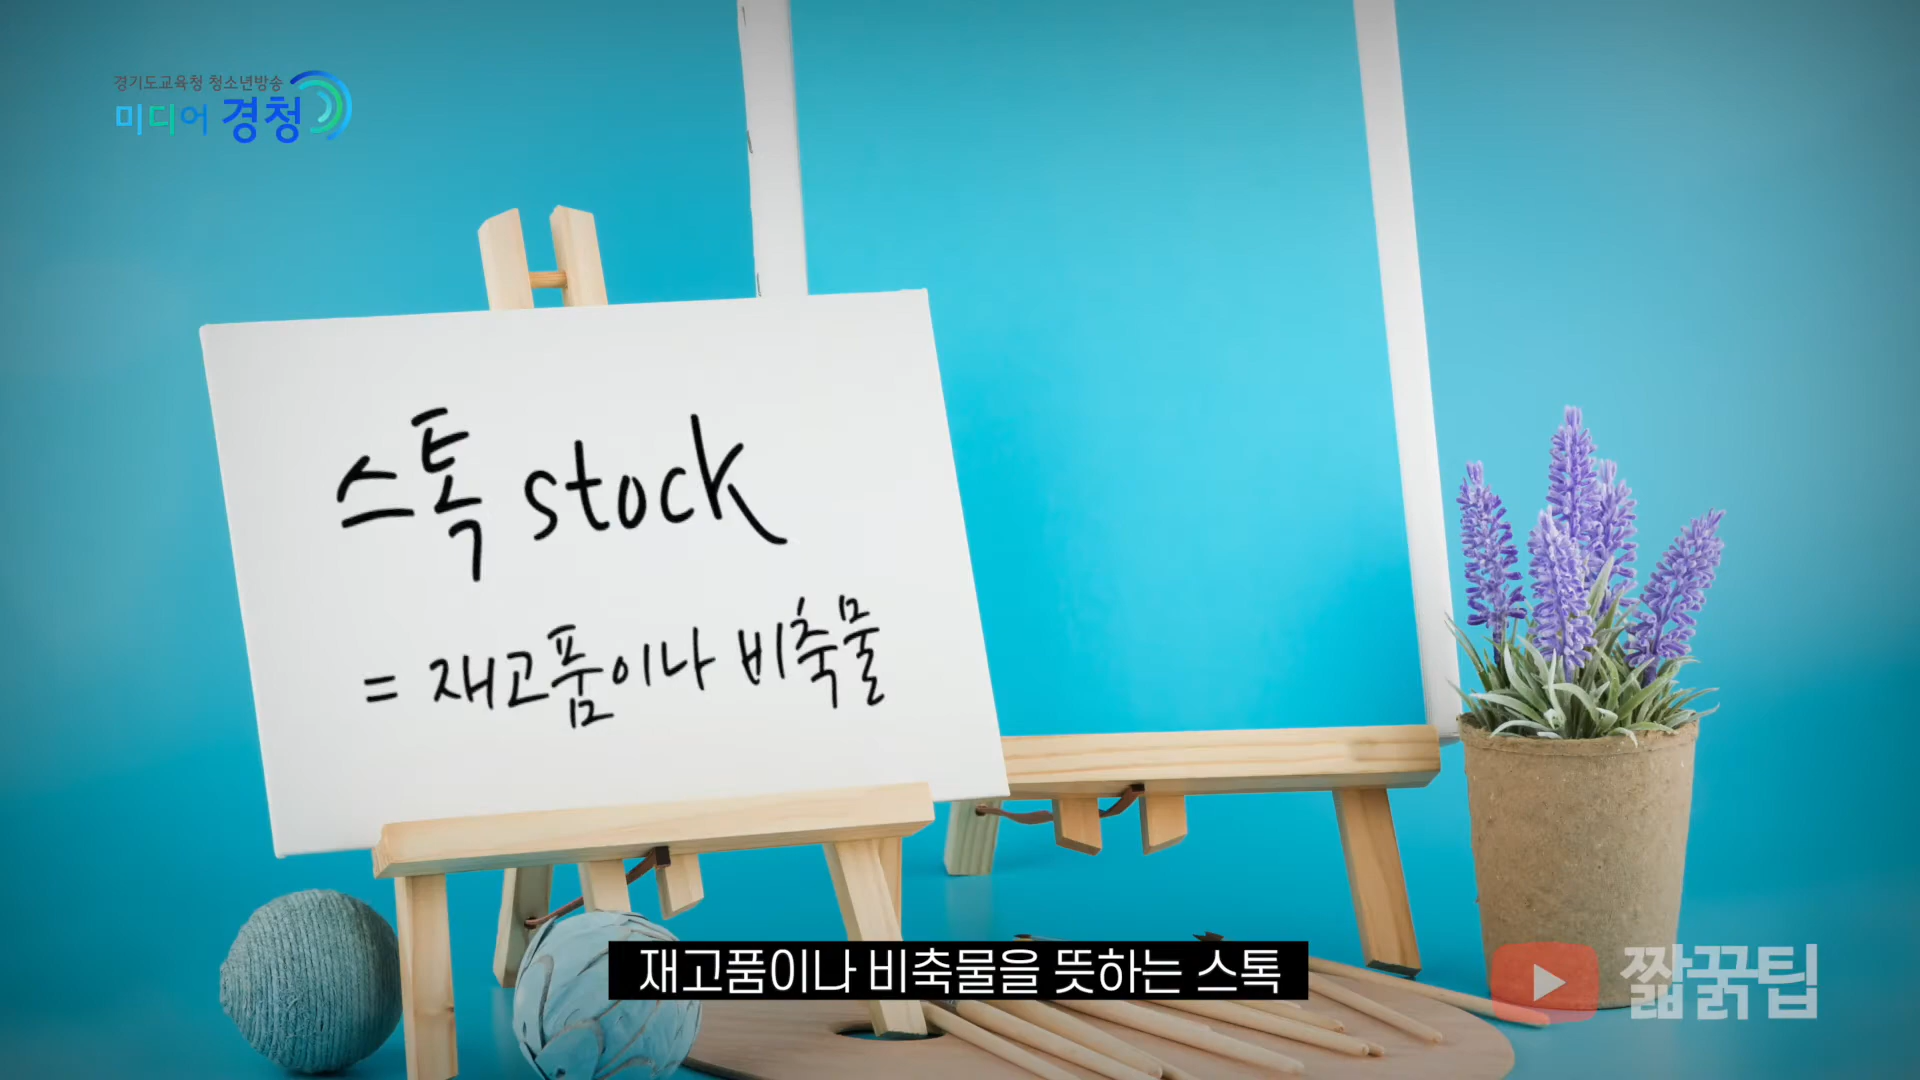 경기도교육청 청소년방송
미디어 경청
스톡 stock
= 재고품이나 비축물
재고품이나 비축물을 뜻하는 스톡
짧꿁팁